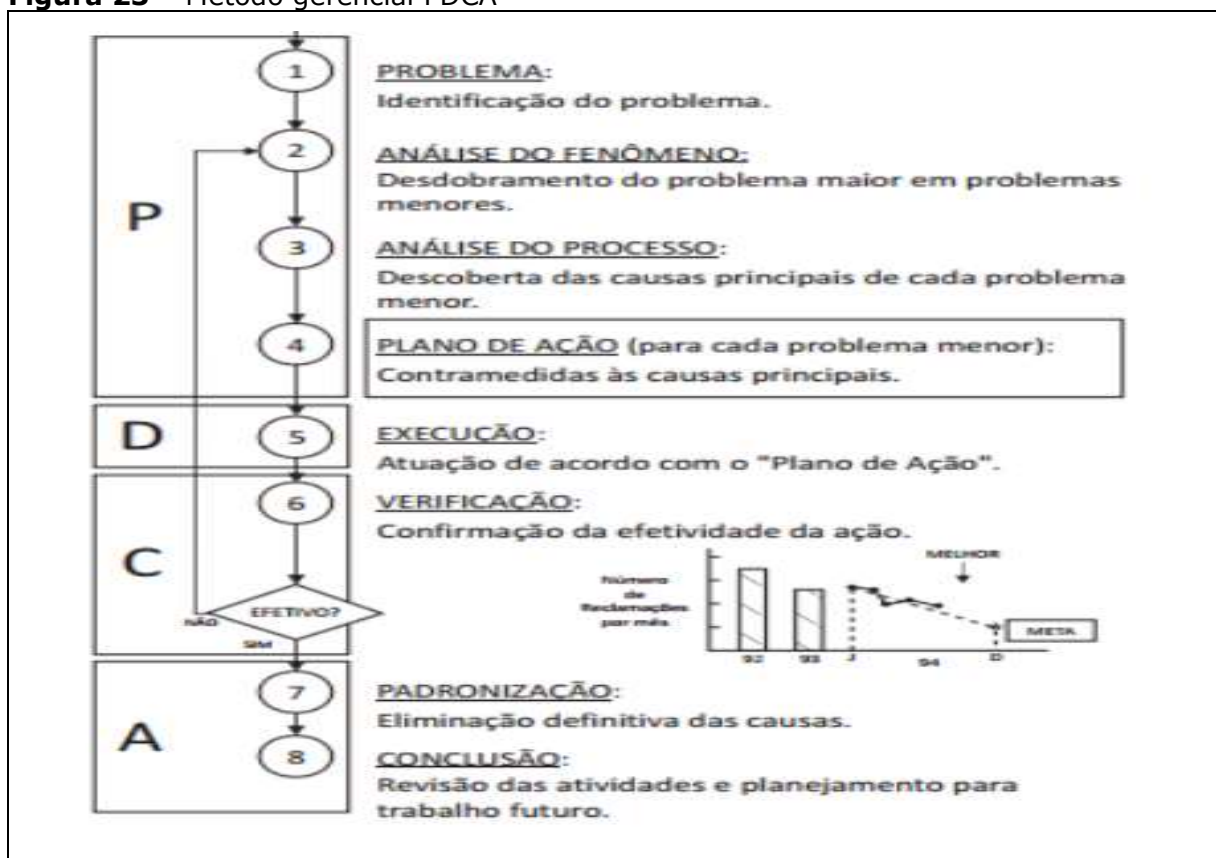 Figura 23 – Método gerencial PDCA
P
1
PROBLEMA:
Identificação do problema.
2
ANÁLISE DO FENÔMENO:
Desdobramento do problema maior em problemas
menores.
3
ANÁLISE DO PROCESSO:
Descoberta das causas principais de cada problema
menor.
4
PLANO DE AÇÃO (para cada problema menor):
Contramedidas às causas principais.
D
5
EXECUÇÃO:
Atuação de acordo com o "Plano de Ação".
C
6
VERIFICAÇÃO:
Confirmação da efetividade da ação.
EFETIVO?
NÃO
SIM
Número
de
Reclamações
por mês
MELHOR
META
92 93 J 94 D
A
7
PADRONIZAÇÃO:
Eliminação definitiva das causas.
8
CONCLUSÃO:
Revisão das atividades e planejamento para
trabalho futuro.